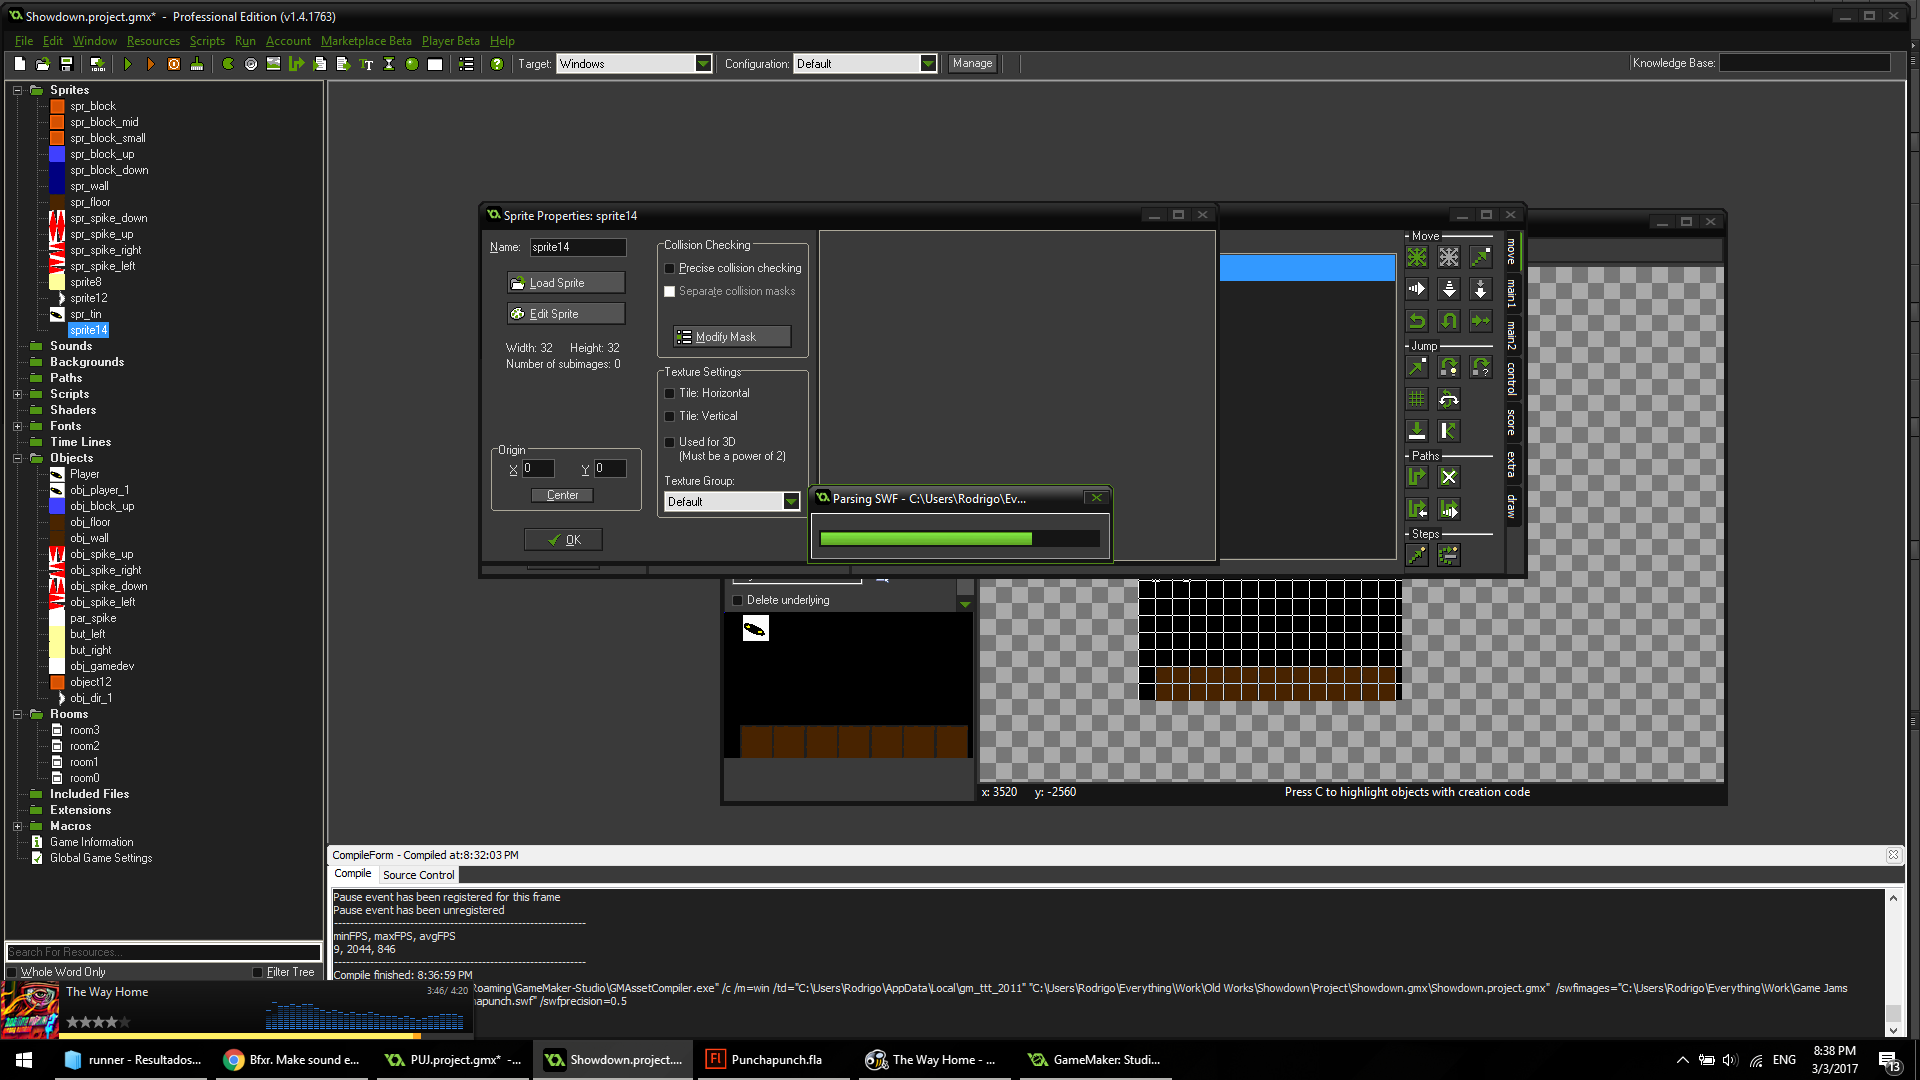 Showdown.project.gmx*  -  Professional Edition (v1.4.1763)
File Edit Window Resources Scripts Run Account Marketplace Beta Player Beta Help
Target: Windows Configuration: Default Manage Knowledge Base:
Sprites
spr_block
spr_block_mid
spr_block_small
spr_block_up
spr_block_down
spr_wall
spr_floor
spr_spike_down
spr_spike_up
spr_spike_right
spr_spike_left
sprite8
sprite12
spr_tin
sprite14
Sounds
Backgrounds
Paths
Scripts
Shaders
Fonts
Time Lines
Objects
Player
obj_player_1
obj_block_up
obj_floor
obj_wall
obj_spike_up
obj_spike_right
obj_spike_down
obj_spike_left
par_spike
but_left
but_right
obj_gamedev
object12
obj_dir_1
Rooms
room3
room2
room1
room0
Included Files
Extensions
Macros
Game Information
Global Game Settings
Search For Resources...
Whole Word Only Filter Tree
Sprite Properties: sprite14
Name: sprite14
Load Sprite
Edit Sprite
Width: 32 Height: 32
Number of subimages: 0
Origin
X 0 Y 0
Center
OK
Collision Checking
Precise collision checking
Separate collision masks
Modify Mask
Texture Settings
Tile: Horizontal
Tile: Vertical
Used for 3D
(Must be a power of 2)
Texture Group:
Default
Parsing SWF - C:\Users\Rodrigo\Ev...
Move
Jump
Paths
Steps
move
main1
main2
control
score
extra
draw
Delete underlying
x: 3520 y: -2560 Press C to highlight objects with creation code
CompileForm - Compiled at:8:32:03 PM
Compile Source Control
Pause event has been registered for this frame
Pause event has been unregistered
minFPS, maxFPS, avgFPS
9, 2044, 846
Compile finished: 8:36:59 PM
Roaming\GameMaker-Studio\GMAssetCompiler.exe" /c /m=win /td="C:\Users\Rodrigo\AppData\Local\gm_ttt_2011" "C:\Users\Rodrigo\Everything\Work\Old Works\Showdown\Project\Showdown.gmx\Showdown.project.gmx"  /swfimages="C:\Users\Rodrigo\Everything\Work\Game Jams
hapunch.swf" /swfprecision=0.5
The Way Home 3:46/ 4:20
runner - Resultados...
Bfxr. Make sound e...
PUJ.project.gmx* -...
Showdown.project....
Punchapunch.fla
The Way Home - ...
GameMaker: Studi...
ENG
8:38 PM
3/3/2017
13